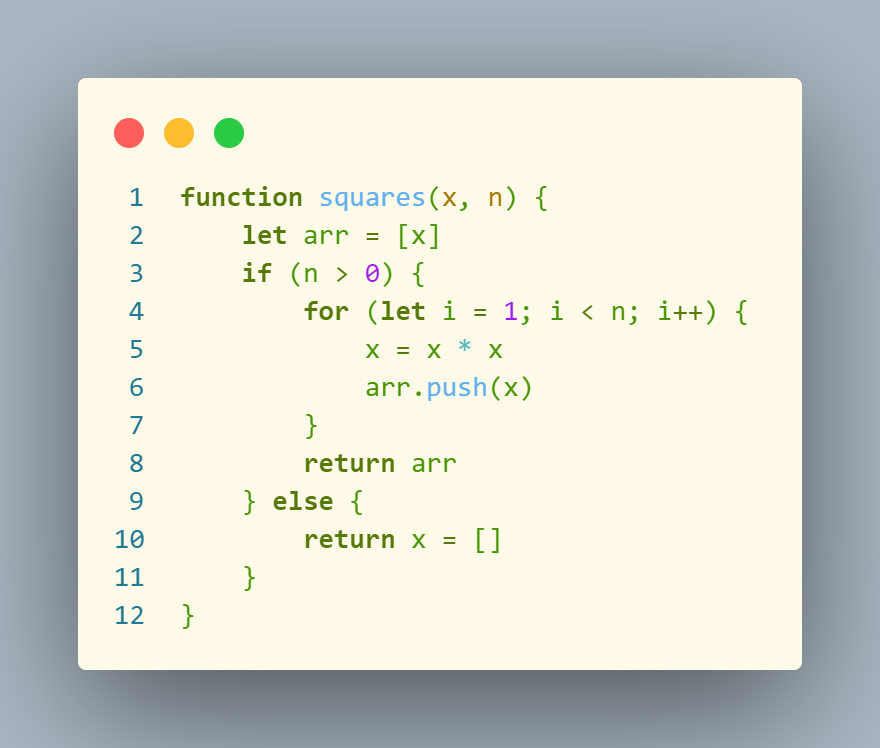 1 function squares(x, n) {
2     let arr = [x]
3     if (n > 0) {
4         for (let i = 1; i < n; i++) {
5             x = x * x
6             arr.push(x)
7         }
8         return arr
9     } else {
10         return x = []
11     }
12 }